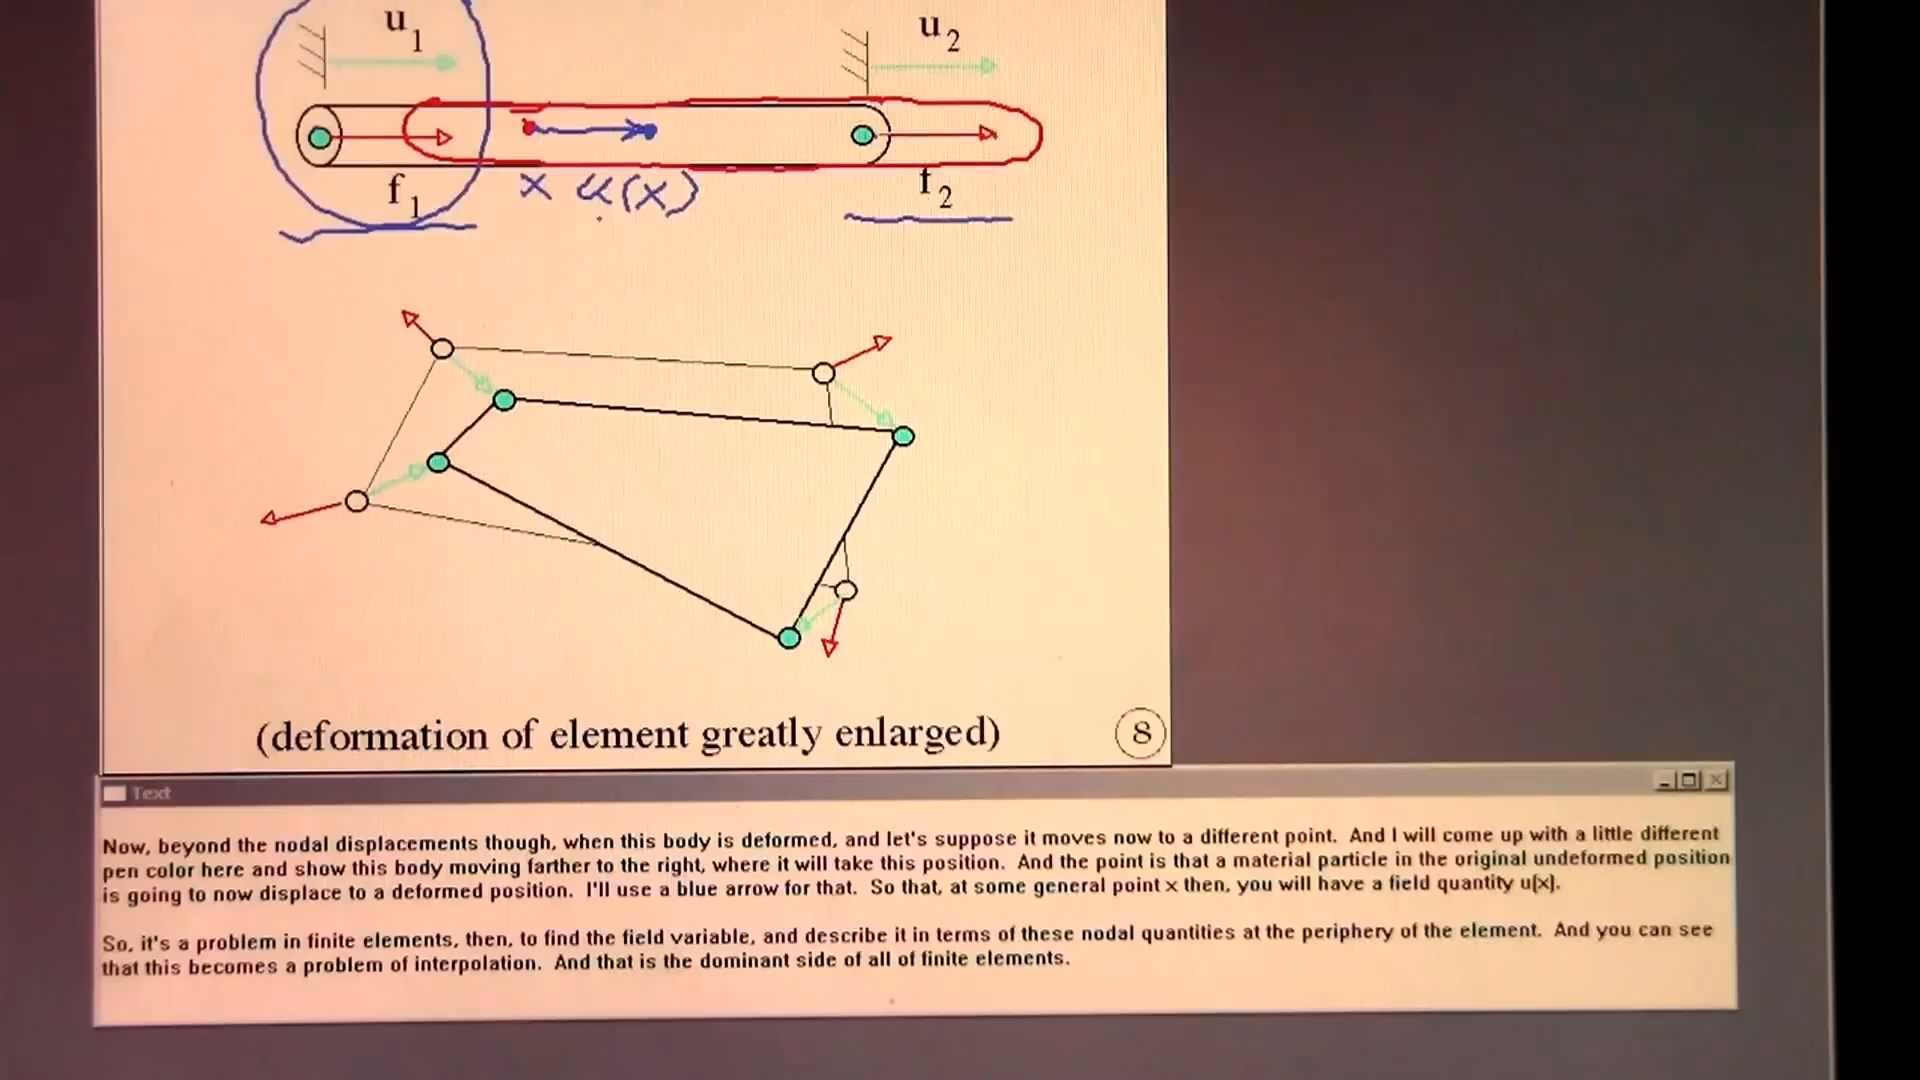 u1 u2
f1 x u(x) f2
(deformation of element greatly enlarged) 8
Text
Now, beyond the nodal displacements though, when this body is deformed, and let's suppose it moves now to a different point. And I will come up with a little different
pen color here and show this body moving farther to the right, where it will take this position. And the point is that a material particle in the original undeformed position
is going to now displace to a deformed position. I'll use a blue arrow for that. So that, at some general point x then, you will have a field quantity u(x).
So, it's a problem in finite elements, then, to find the field variable, and describe it in terms of these nodal quantities at the periphery of the element. And you can see
that this becomes a problem of interpolation. And that is the dominant side of all of finite elements.